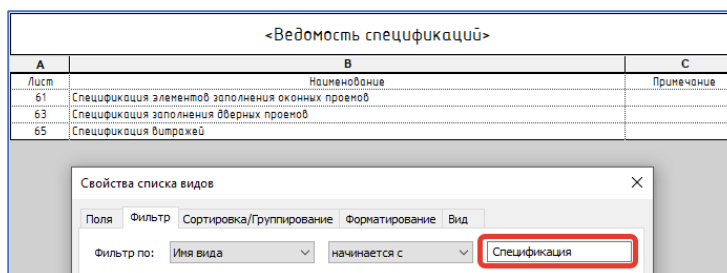 <Ведомость спецификаций>
A B C
Лист Наименование Примечание
61 Спецификация элементов заполнения оконных проемов
63 Спецификация заполнения дверных проемов
65 Спецификация витражей
Свойства списка видов
Поля Фильтр Сортировка/Группирование Форматирование Вид
Фильтр по: Имя вида начинается с Спецификация